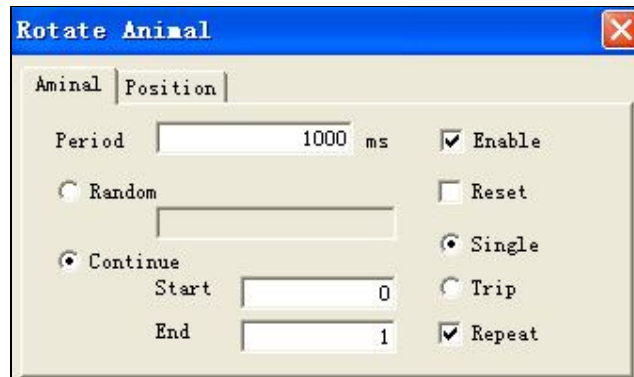 Rotate Animal
Aminal Position
Period 1000 ms Enable
Random Reset
Continue Single
Start 0 Trip
End 1 Repeat